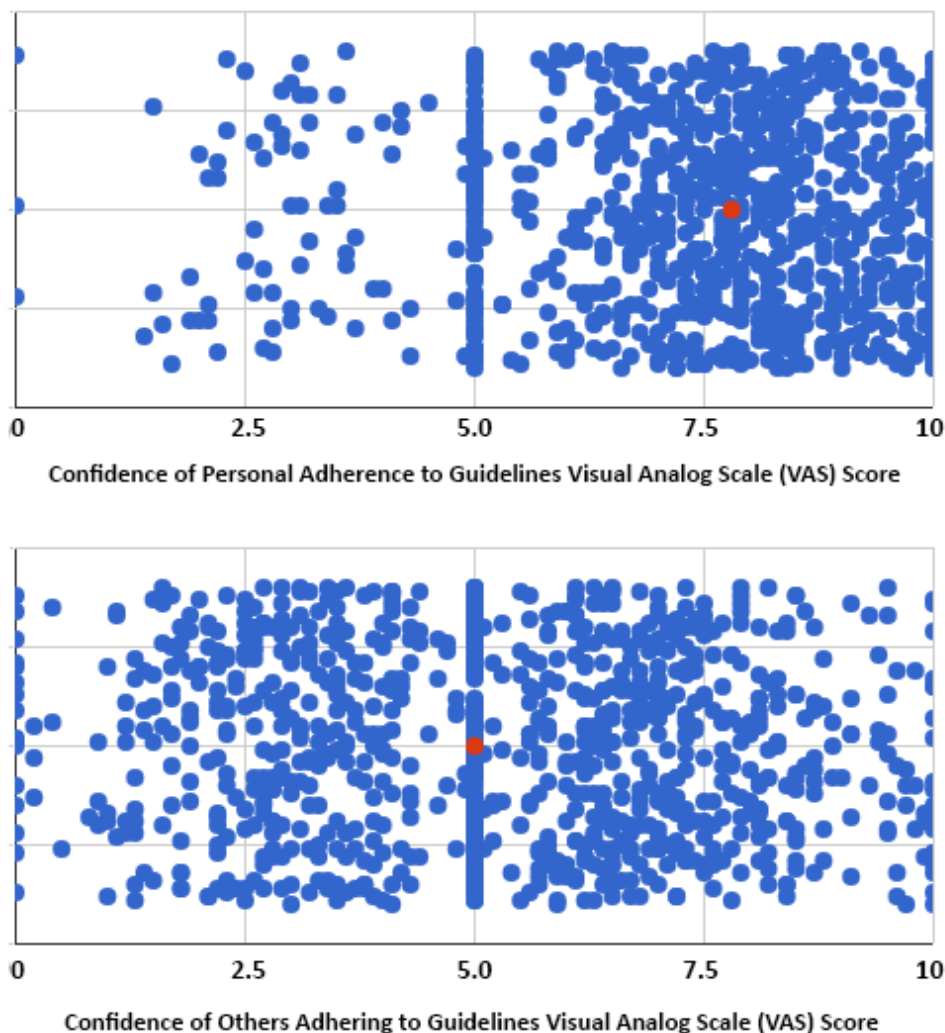 0 2.5 5.0 7.5 10
Confidence of Personal Adherence to Guidelines Visual Analog Scale (VAS) Score
0 2.5 5.0 7.5 10
Confidence of Others Adhering to Guidelines Visual Analog Scale (VAS) Score